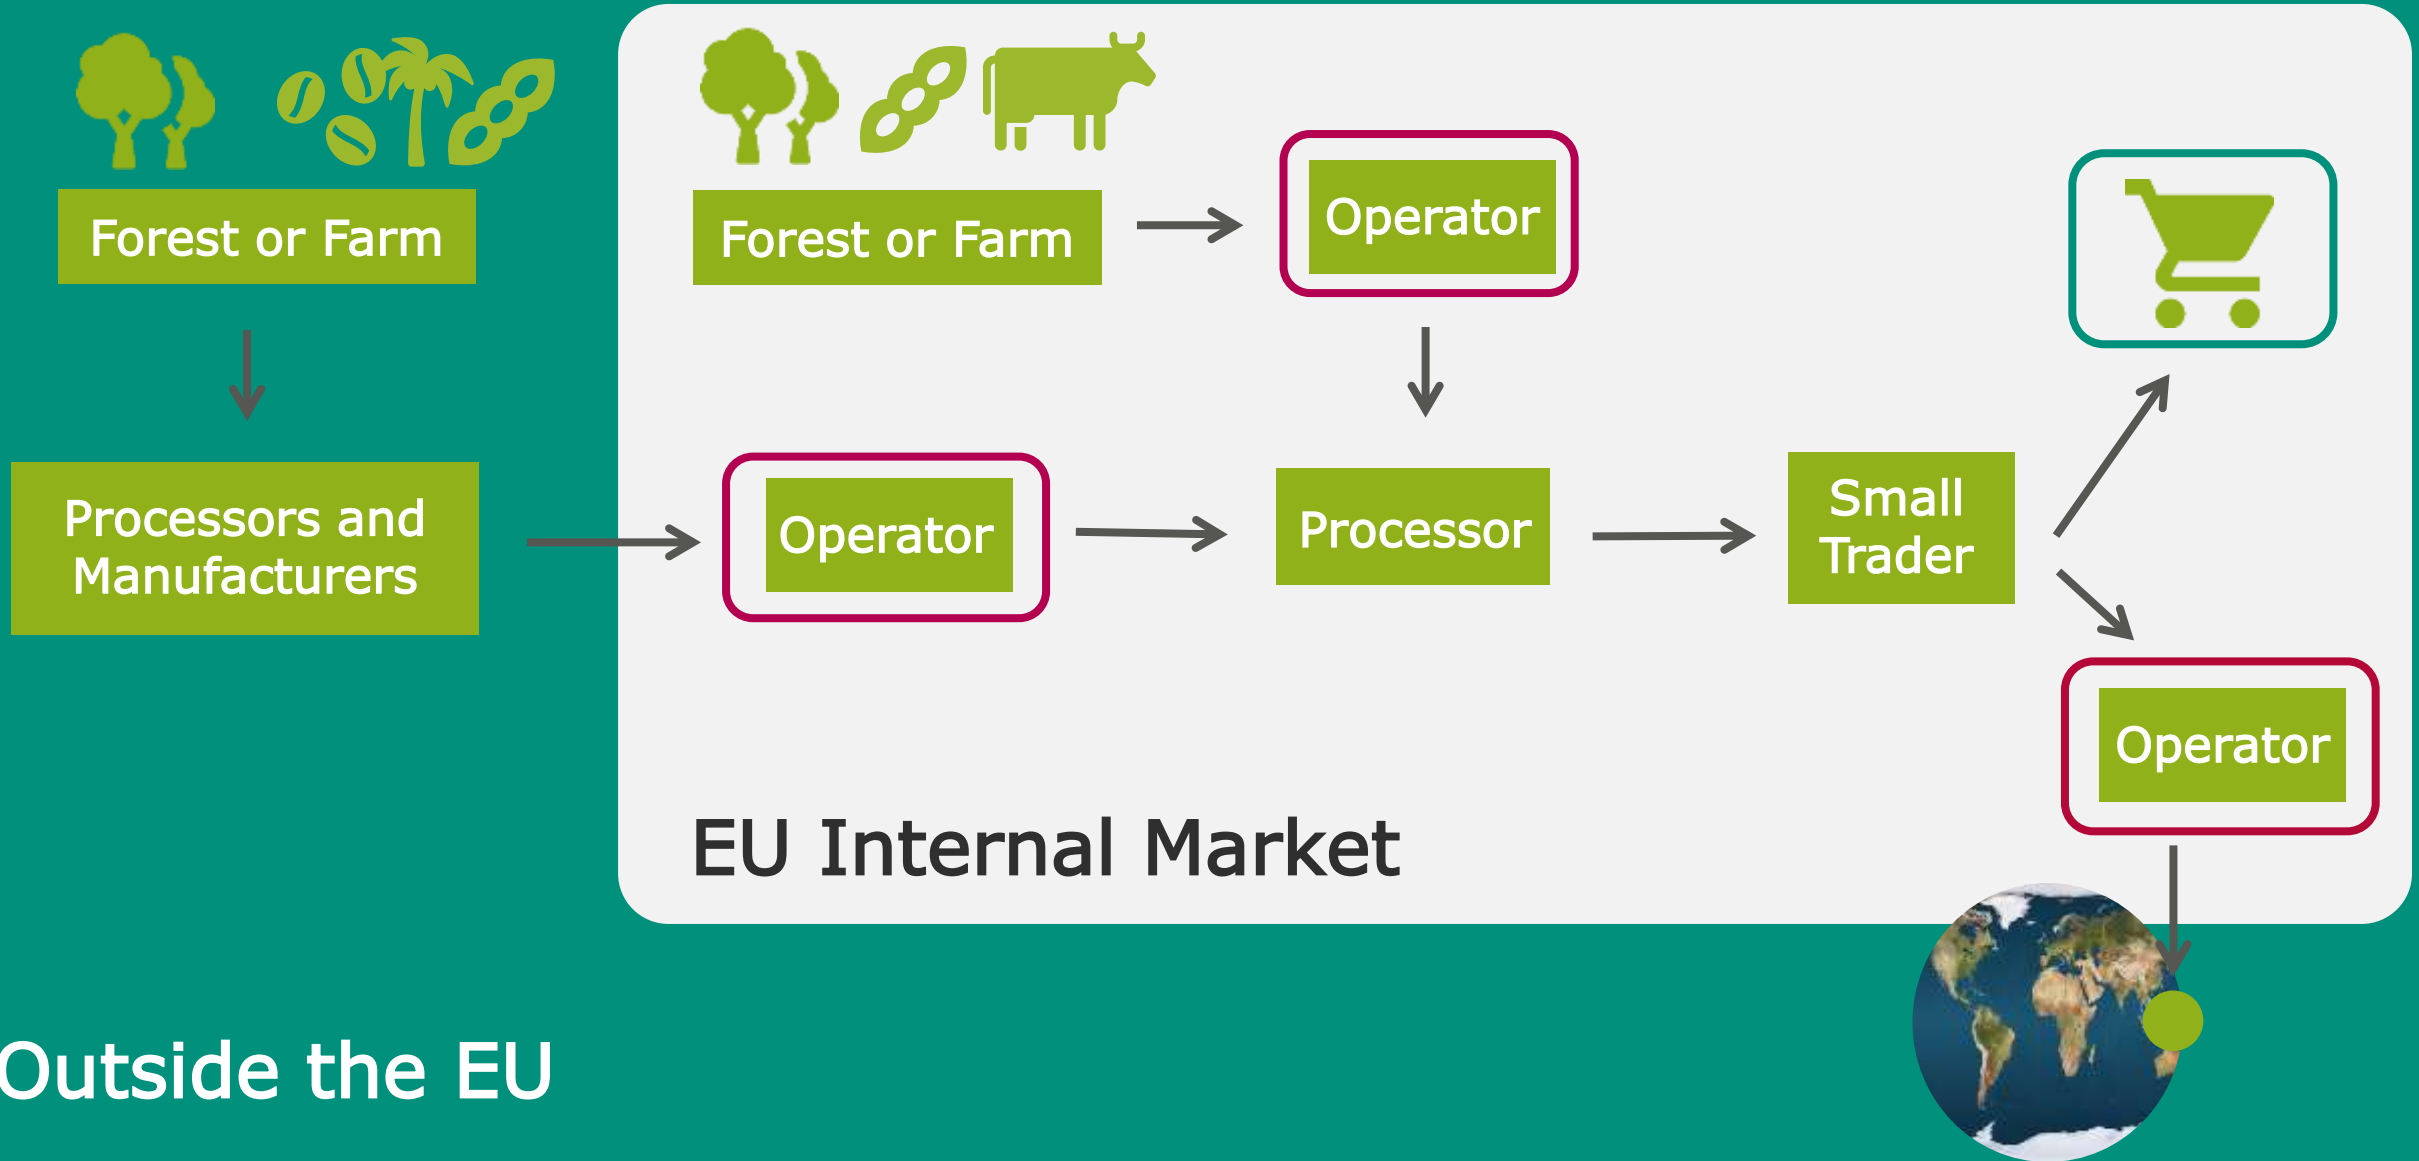 Forest or Farm
Forest or Farm
Operator
Processors and
Manufacturers
Operator
Processor
Small
Trader
Operator
EU Internal Market
Outside the EU